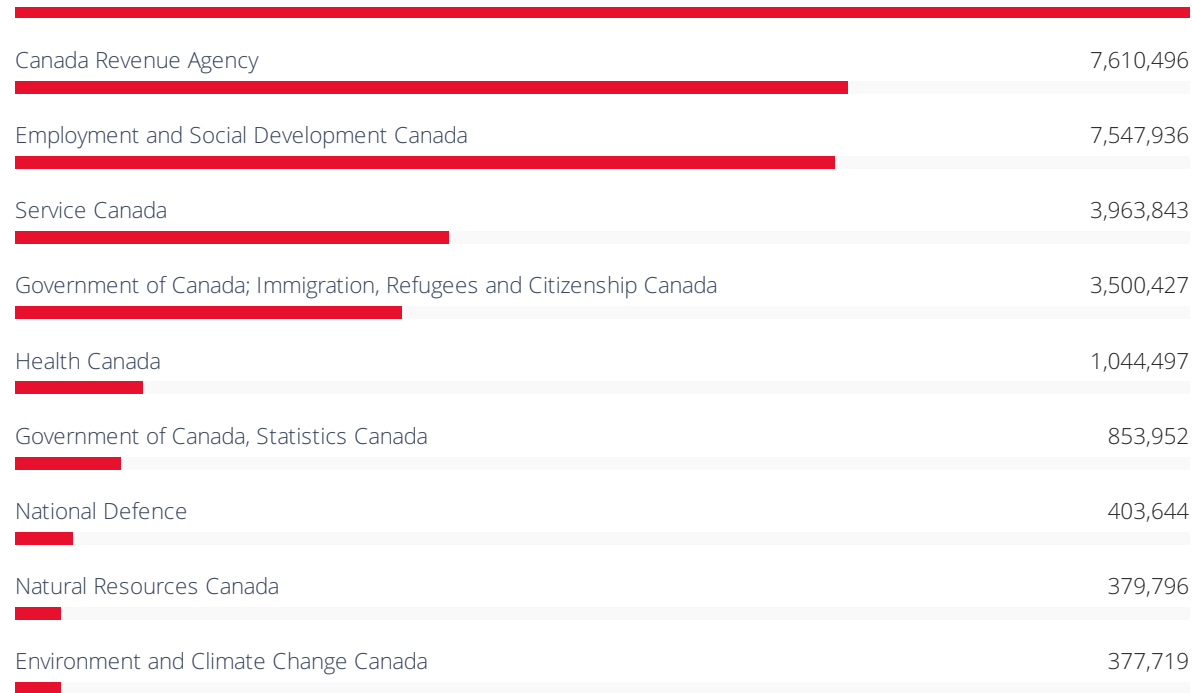 Canada Revenue Agency 7,610,496
Employment and Social Development Canada 7,547,936
Service Canada 3,963,843
Government of Canada; Immigration, Refugees and Citizenship Canada 3,500,427
Health Canada 1,044,497
Government of Canada, Statistics Canada 853,952
National Defence 403,644
Natural Resources Canada 379,796
Environment and Climate Change Canada 377,719